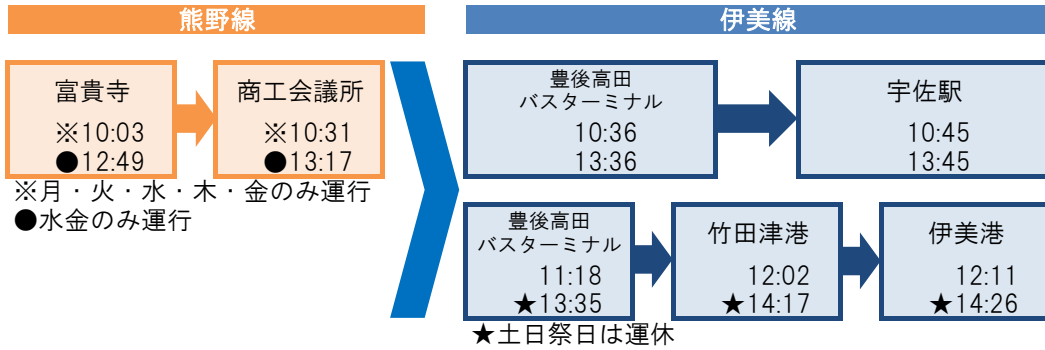 熊野線
富貴寺
※10:03
●12:49
商工会議所
※10:31
●13:17
※月・火・水・木・金のみ運行
●水金のみ運行
伊美線
豊後高田
バスターミナル
10:36
13:36
宇佐駅
10:45
13:45
豊後高田
バスターミナル
11:18
★13:35
竹田津港
12:02
★14:17
伊美港
12:11
★14:26
★土日祭日は運休